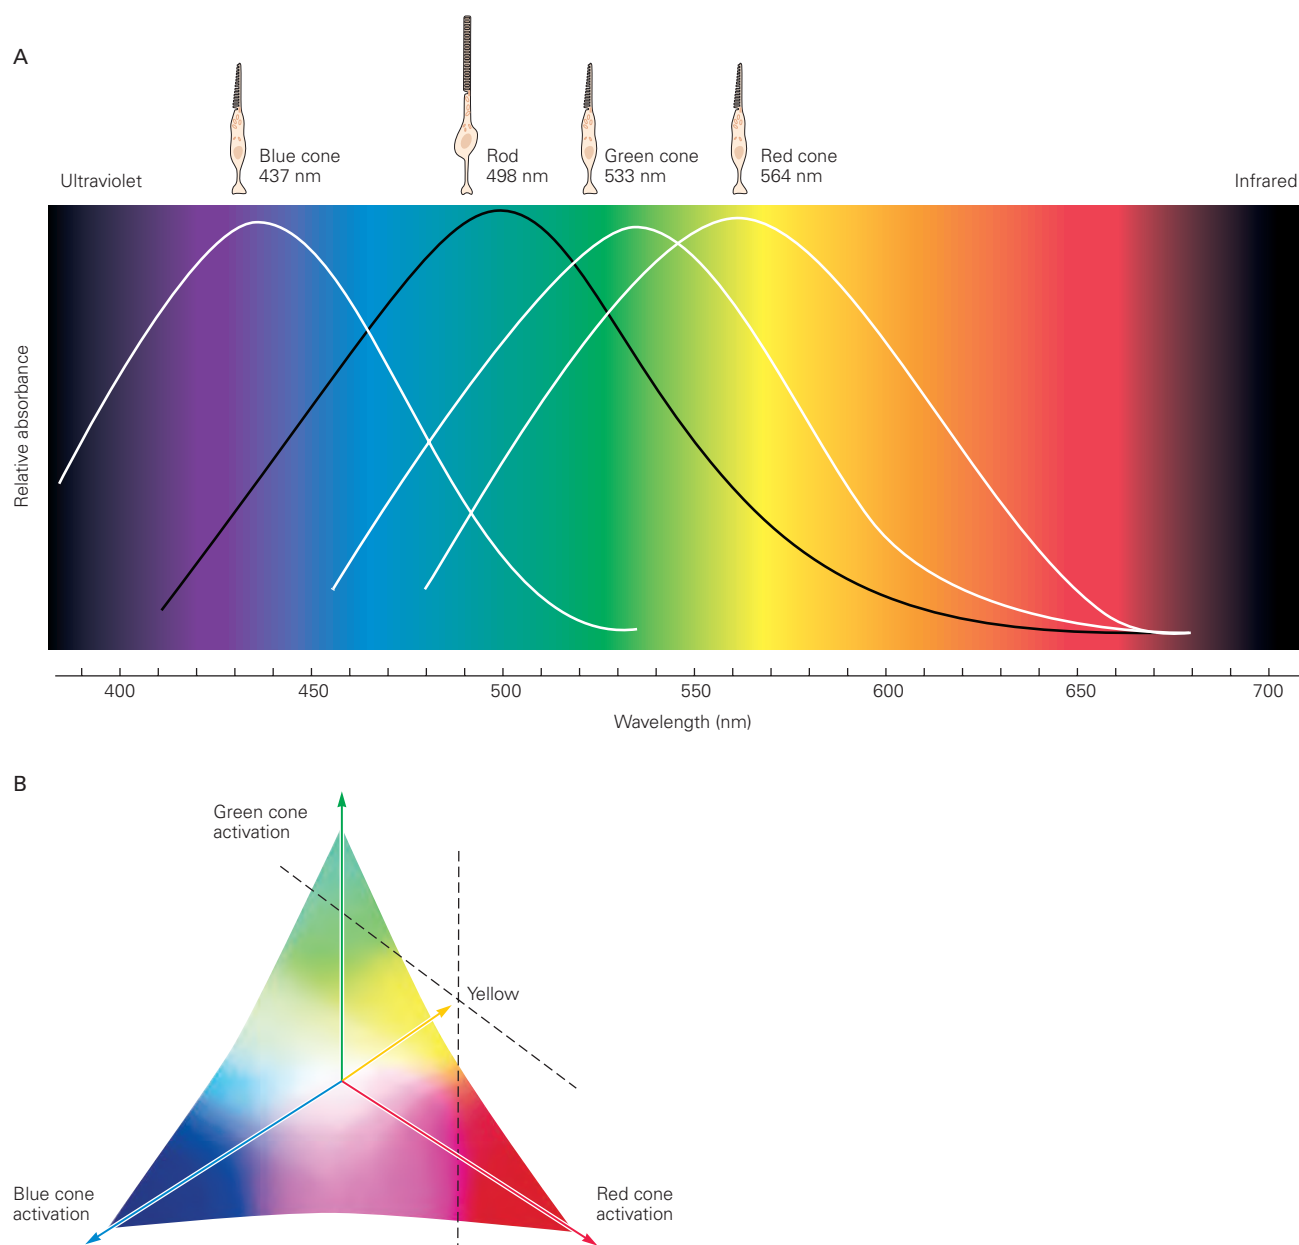 A
Blue cone
437 nm
Rod
498 nm
Green cone
533 nm
Red cone
564 nm
Ultraviolet
Infrared
Relative absorbance
400 450 500 550 600 650 700
Wavelength (nm)
B
Green cone
activation
Yellow
Blue cone
activation
Red cone
activation